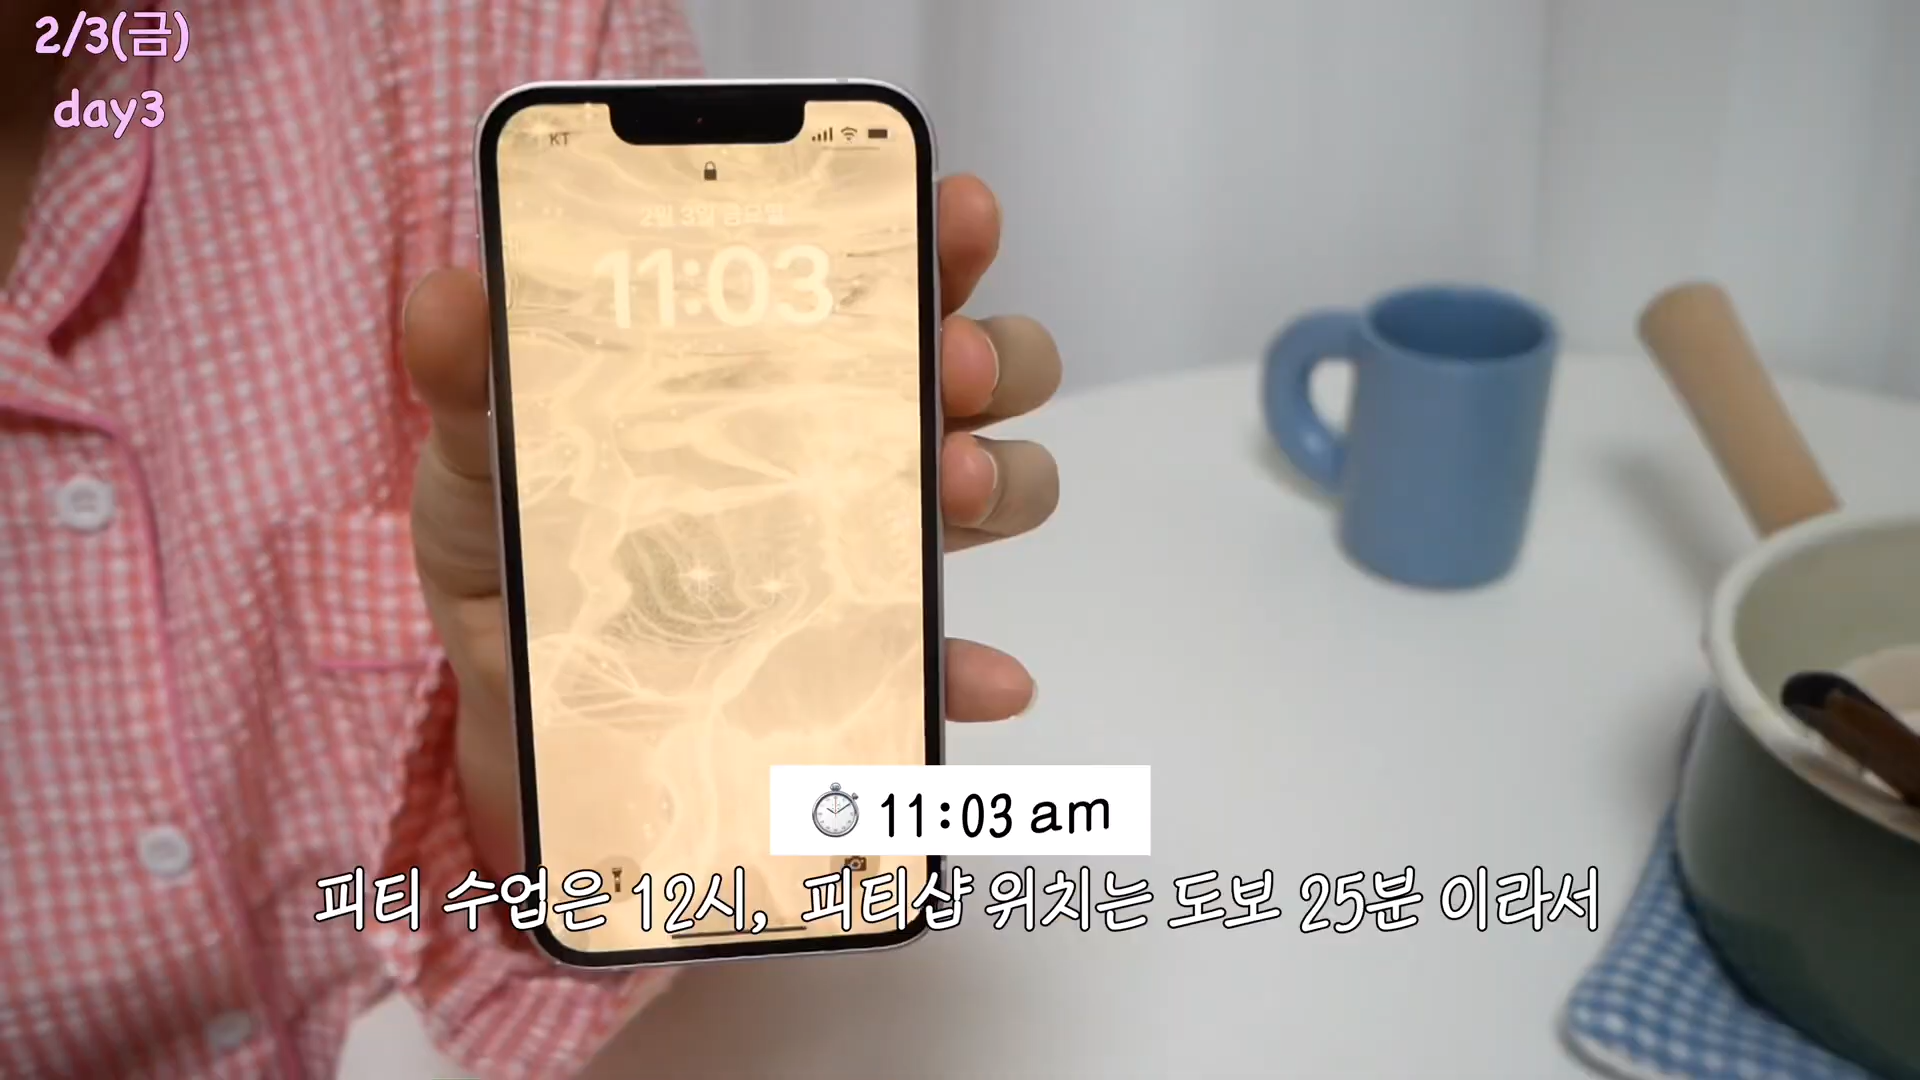 2/3(금)
day3
KT
2월 3일 금요일
11:03
11:03 am
피티 수업은 12시, 피티샵 위치는 도보 25분 이라서